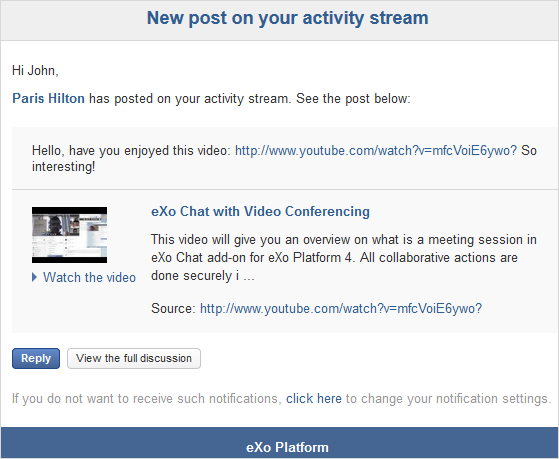 New post on your activity stream
Hi John,
Paris Hilton has posted on your activity stream. See the post below:
Hello, have you enjoyed this video: http://www.youtube.com/watch?v=mfcVoiE6ywo? So
interesting!
eXo Chat with Video Conferencing
This video will give you an overview on what is a meeting session in
eXo Chat add-on for eXo Platform 4. All collaborative actions are
done securely i ...
Watch the video
Source: http://www.youtube.com/watch?v=mfcVoiE6ywo?
Reply
View the full discussion
If you do not want to receive such notifications, click here to change your notification settings.
eXo Platform